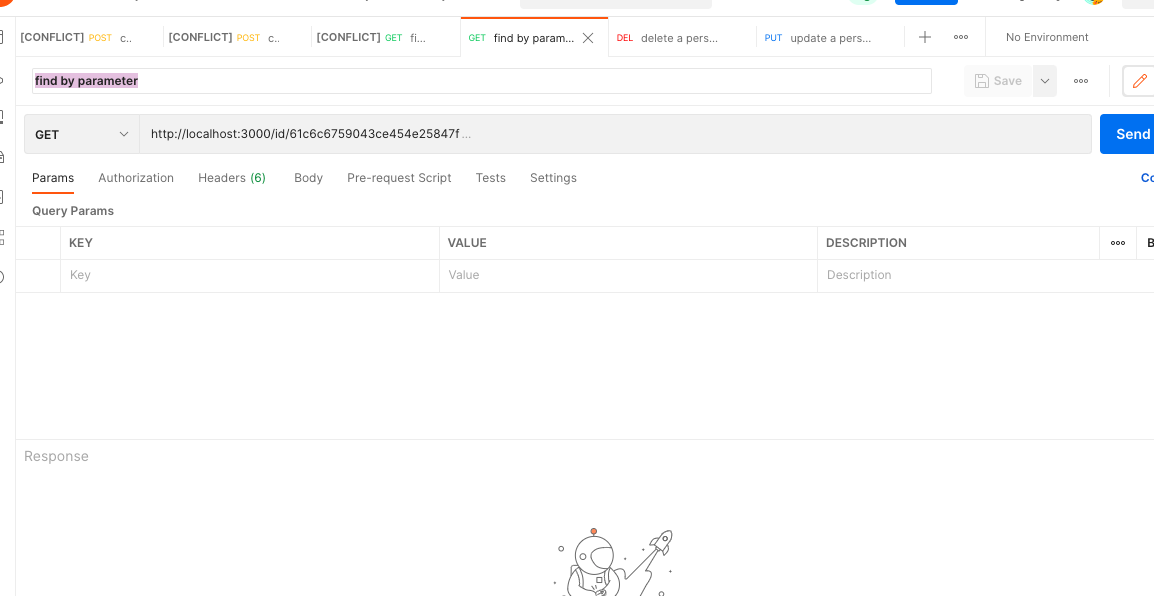 [CONFLICT] POST c.. [CONFLICT] POST c.. [CONFLICT] GET fi... GET find by param... DEL delete a pers... PUT update a pers... No Environment
find by parameter Save
GET http://localhost:3000/id/61c6c6759043ce454e25847f... Send
Params Authorization Headers (6) Body Pre-request Script Tests Settings Co
Query Params
KEY VALUE DESCRIPTION B
Key Value Description
Response